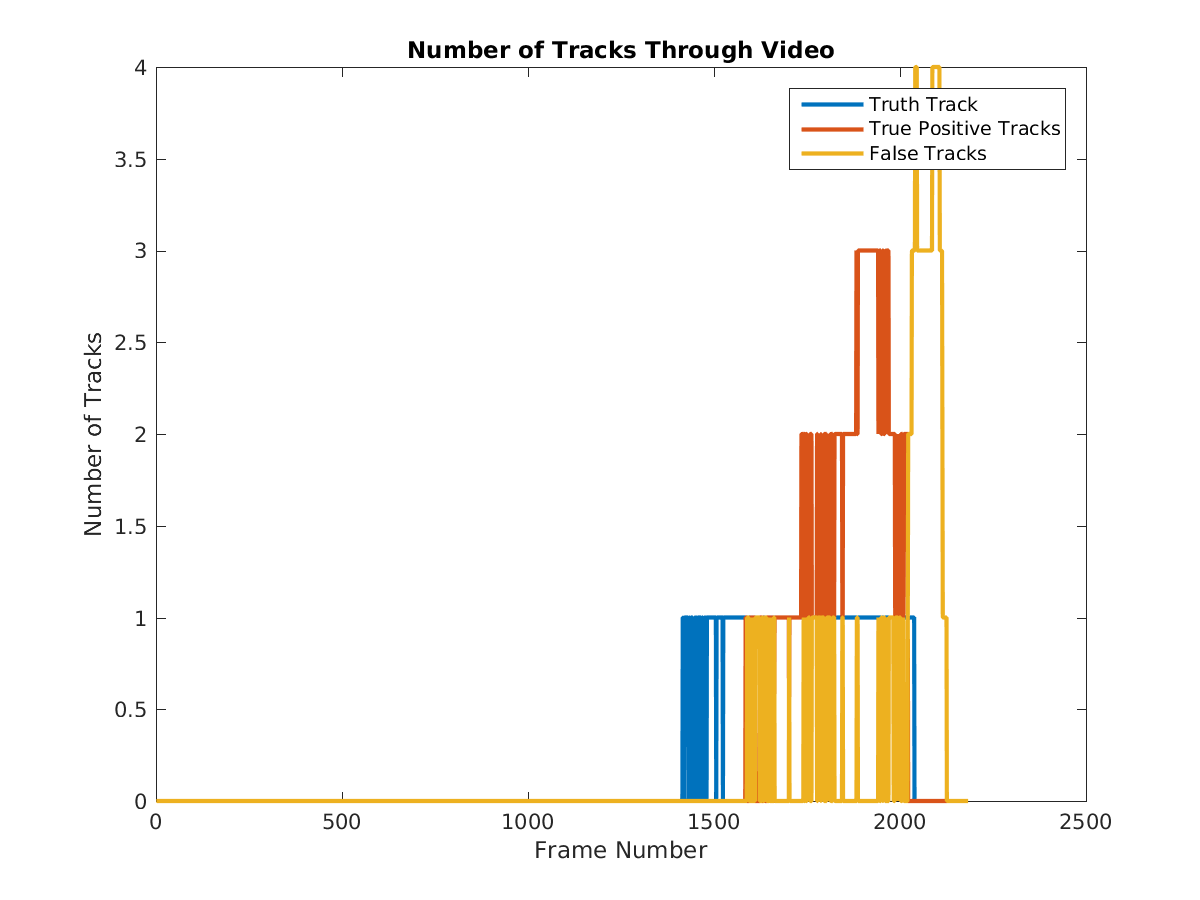 Number of Tracks Through Video
4
3.5
3
2.5
2
1.5
1
0.5
0
Number of Tracks
Truth Track
True Positive Tracks
False Tracks
0 500 1000 1500 2000 2500
Frame Number